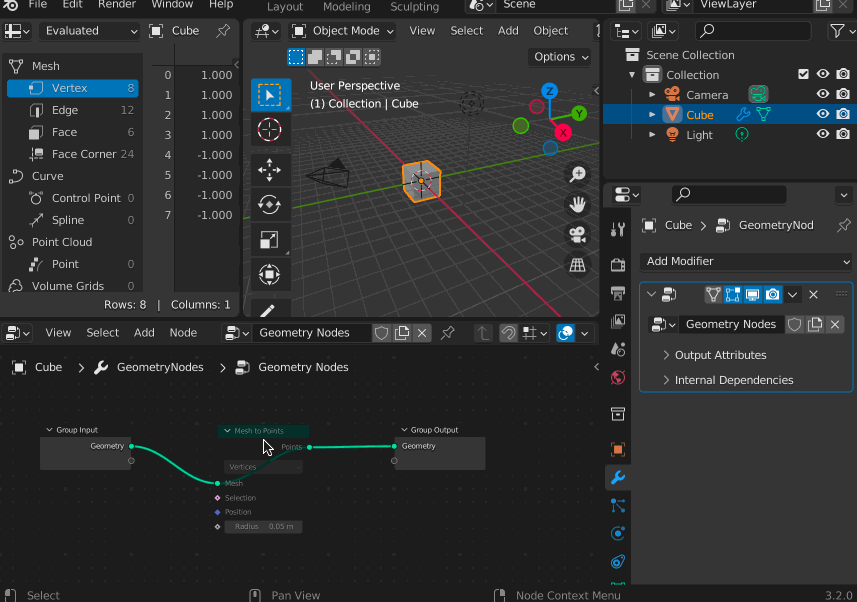 File Edit Render Window Help
Layout Modeling Sculpting
Scene
ViewLayer
Evaluated
Cube
Object Mode
View Select Add Object
Mesh
Vertex 8
Edge 12
Face 6
Face Corner 24
Curve
Control Point 0
Spline 0
Point Cloud
Point 0
Volume Grids 0
0 1.000
1 1.000
2 1.000
3 1.000
4 -1.000
5 -1.000
6 -1.000
7 -1.000
Rows: 8 | Columns: 1
Options
User Perspective
(1) Collection | Cube
Z
Y
X
Scene Collection
Collection
Camera
Cube
Light
Cube > GeometryNod
Add Modifier
Geometry Nodes
Output Attributes
Internal Dependencies
View Select Add Node
Geometry Nodes
Cube > GeometryNodes > Geometry Nodes
Group Input
Geometry
Mesh to Points
Points
Vertices
Mesh
Selection
Position
Radius 0.05 m
Group Output
Geometry
Select
Pan View
Node Context Menu
3.2.0